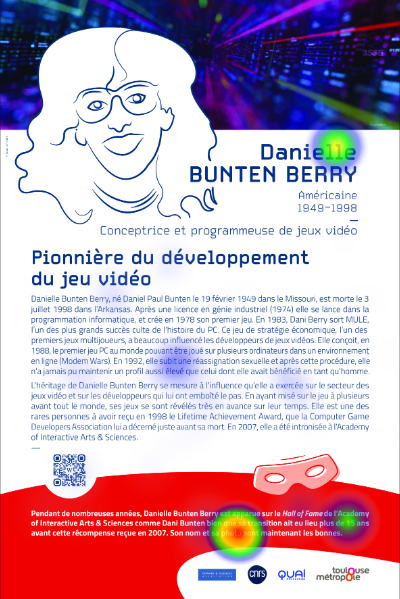 Danielle
BUNTEN BERRY
Américaine
1949-1998
Conceptrice et programmeuse de jeux vidéo
Pionnière du développement
du jeu vidéo
Danielle Bunten Berry, né Daniel Paul Bunten le 19 février 1949 dans le Missouri, est morte le 3
juillet 1998 dans l'Arkansas. Après une licence en génie industriel (1974) elle se lance dans la
programmation informatique, et crée en 1978 son premier jeu. En 1983, Dani Berry sort MULE,
l'un des plus grands succès culte de l'histoire du PC. Ce jeu de stratégie économique, l'un des
premiers jeux multijoueurs, a beaucoup influencé les développeurs de jeux vidéos. Elle conçoit, en
1988, le premier jeu PC au monde pouvant être joué sur plusieurs ordinateurs dans un environnement
en ligne (Modem Wars). En 1992, elle subit une réassignation sexuelle et après cette procédure, elle
n'a jamais pu maintenir un profil aussi élevé que celui dont elle avait bénéficié en tant qu'homme.
L'héritage de Danielle Bunten Berry se mesure à l'influence qu'elle a exercée sur le secteur des
jeux vidéo et sur les développeurs qui lui ont emboîté le pas. En ayant misé sur le jeu à plusieurs
avant tout le monde, ses jeux se sont révélés très en avance sur leur temps. Elle est une des
rares personnes à avoir reçu en 1998 le Lifetime Achievement Award, que la Computer Game
Developers Association lui a décerné juste avant sa mort. En 2007, elle a été intronisée à l'Academy
of Interactive Arts & Sciences.
Pendant de nombreuses années, Danielle Bunten Berry est apparue sur le Hall of Fame de l'Academy
of Interactive Arts & Sciences comme Dani Bunten bien que sa transition ait eu lieu plus de 15 ans
avant cette récompense reçue en 2007. Son nom et sa photo sont maintenant les bonnes.
cnrs
QUAI
toulouse
métropole